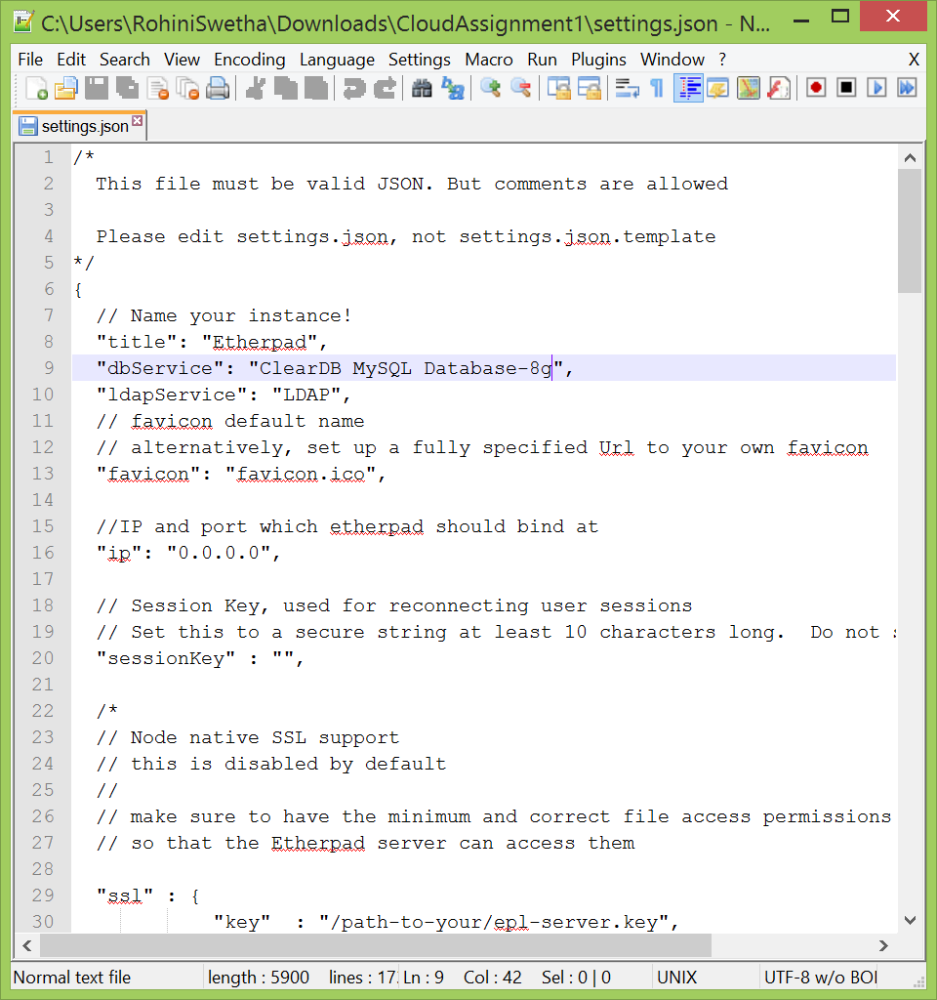 C:\Users\RohiniSwetha\Downloads\CloudAssignment1\settings.json - N...
File Edit Search View Encoding Language Settings Macro Run Plugins Window ? X
settings.json
1 /*
2 This file must be valid JSON. But comments are allowed
3
4 Please edit settings.json, not settings.json.template
5 */
6 {
7 // Name your instance!
8 "title": "Etherpad",
9 "dbService": "ClearDB MySQL Database-8g",
10 "ldapService": "LDAP",
11 // favicon default name
12 // alternatively, set up a fully specified Url to your own favicon
13 "favicon": "favicon.ico",
14
15 //IP and port which etherpad should bind at
16 "ip": "0.0.0.0",
17
18 // Session Key, used for reconnecting user sessions
19 // Set this to a secure string at least 10 characters long.  Do not
20 "sessionKey" : "",
21
22 /*
23 // Node native SSL support
24 // this is disabled by default
25 //
26 // make sure to have the minimum and correct file access permissions
27 // so that the Etherpad server can access them
28
29 "ssl" : {
30 "key"  : "/path-to-your/epl-server.key",
Normal text file length : 5900 lines : 17 Ln : 9 Col : 42 Sel : 0 | 0 UNIX UTF-8 w/o BO